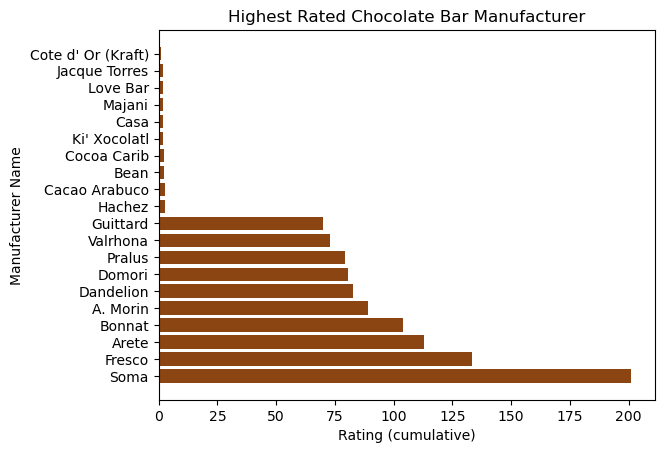 Highest Rated Chocolate Bar Manufacturer
Manufacturer Name
Cote d' Or (Kraft)
Jacque Torres
Love Bar
Majani
Casa
Ki' Xocolatl
Cocoa Carib
Bean
Cacao Arabuco
Hachez
Guittard
Valrhona
Pralus
Domori
Dandelion
A. Morin
Bonnat
Arete
Fresco
Soma
0 25 50 75 100 125 150 175 200
Rating (cumulative)